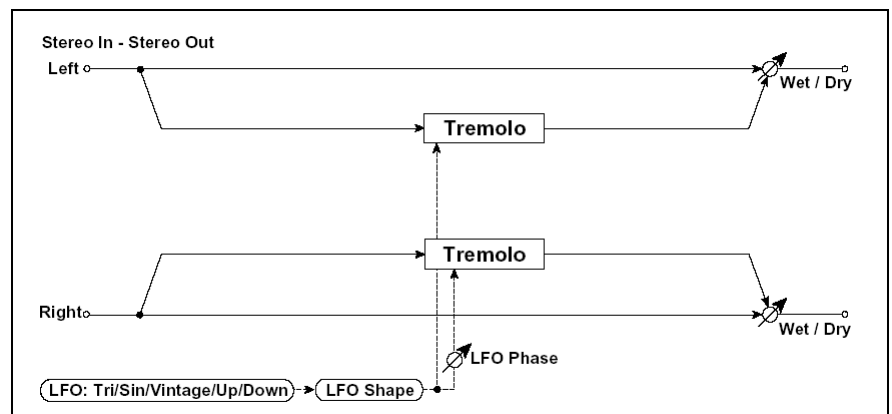 Stereo In - Stereo Out
Left
Wet / Dry
Tremolo
Tremolo
Right
Wet / Dry
LFO Phase
LFO: Tri/Sin/Vintage/Up/Down
LFO Shape